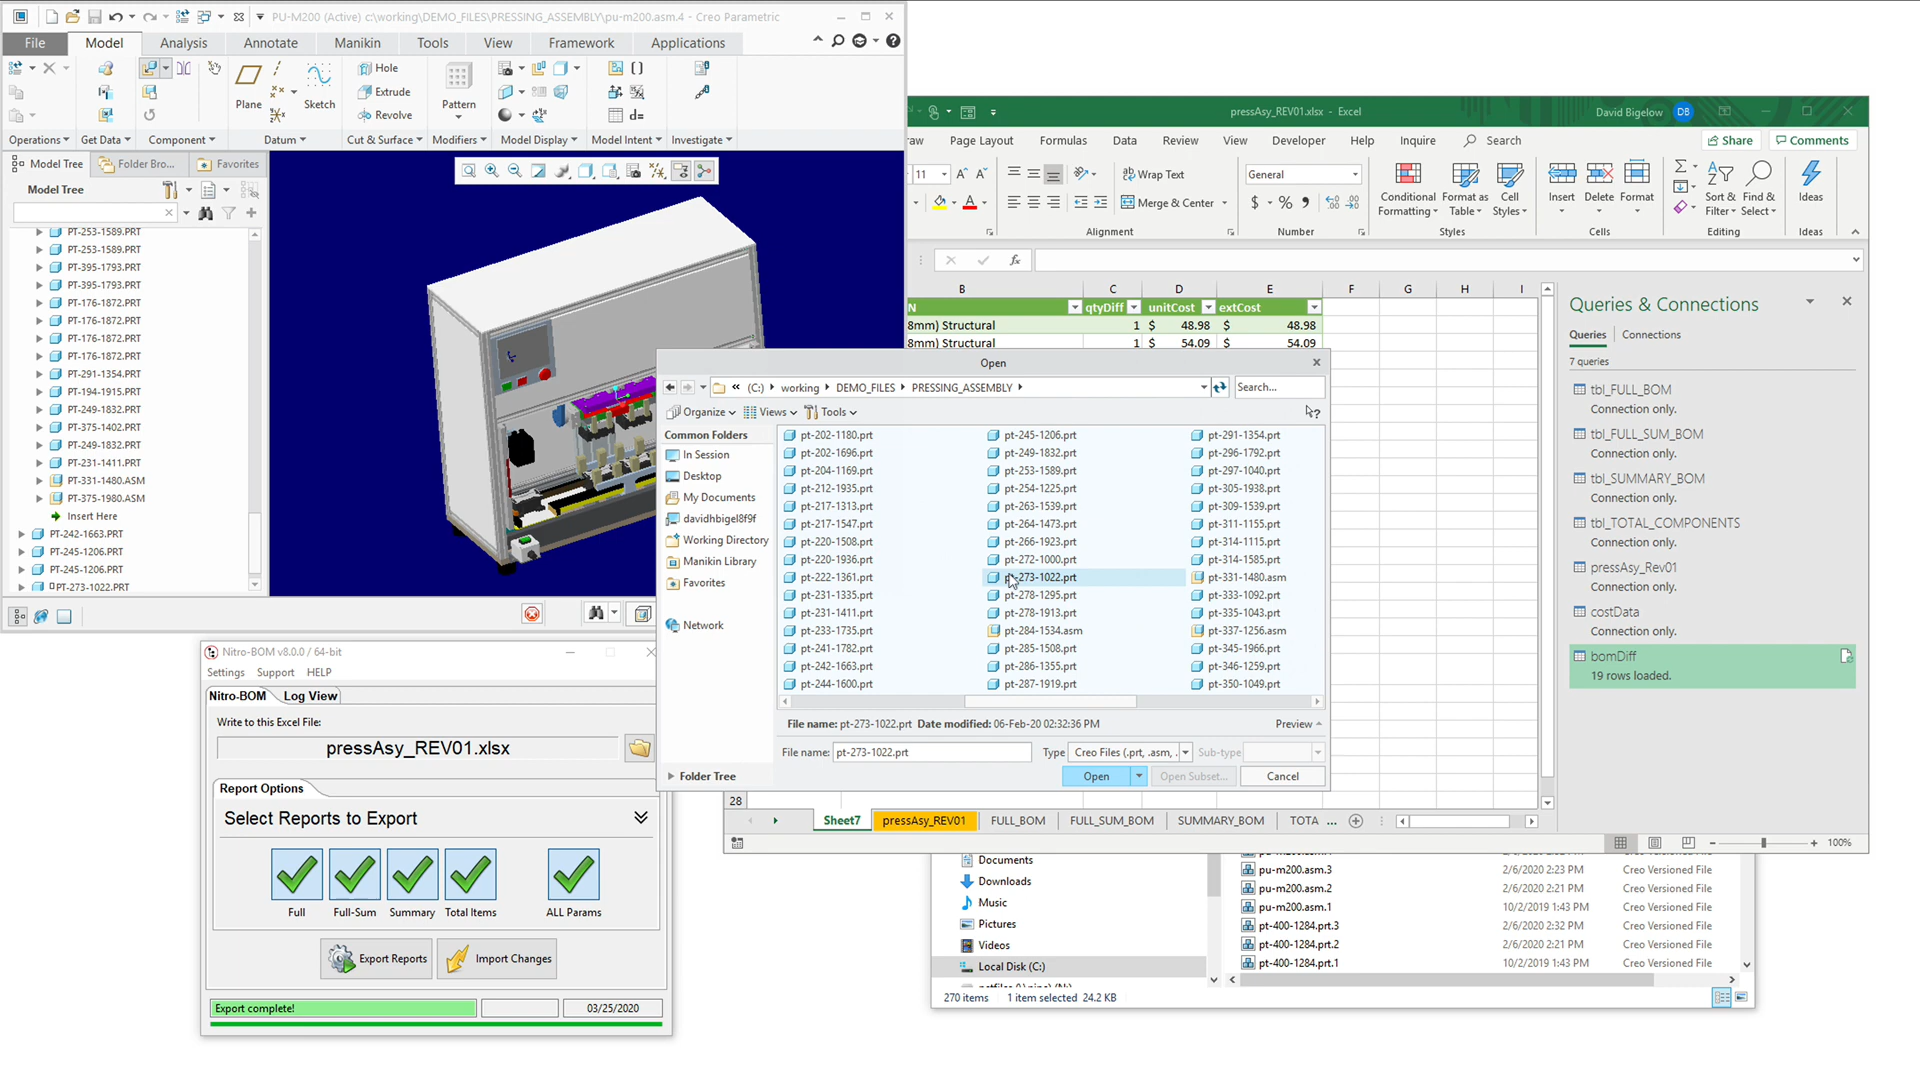 PU-M200 (Active) c:\working\DEMO_FILES\PRESSING_ASSEMBLY\pu-m200.asm.4 - Creo Parametric
File Model Analysis Annotate Manikin Tools View Framework Applications
Plane Sketch Hole Extrude Revolve Pattern
Operations Get Data Component Datum Cut & Surface Modifiers Model Display Model Intent Investigate
Model Tree Folder Bro... Favorites
Model Tree
PT-253-1589.PRT
PT-253-1589.PRT
PT-395-1793.PRT
PT-395-1793.PRT
PT-176-1872.PRT
PT-176-1872.PRT
PT-176-1872.PRT
PT-176-1872.PRT
PT-291-1354.PRT
PT-194-1915.PRT
PT-249-1832.PRT
PT-375-1402.PRT
PT-249-1832.PRT
PT-231-1411.PRT
PT-331-1480.ASM
PT-375-1980.ASM
Insert Here
PT-242-1663.PRT
PT-245-1206.PRT
PT-245-1206.PRT
PT-273-1022.PRT
pressAsy_REV01.xlsx - Excel
David Bigelow DB
aw Page Layout Formulas Data Review View Developer Help Inquire Search Share Comments
11 Wrap Text General
Merge & Center $ % ,
Conditional Formatting Format as Table Cell Styles Insert Delete Format Sort & Filter Find & Select Ideas
Alignment Number Styles Cells Editing Ideas
fx
B C D E F G H I
N qtyDiff unitCost extCost
8mm) Structural 1 $ 48.98 $ 48.98
8mm) Structural 1 $ 54.09 $ 54.09
28
Sheet7 pressAsy_REV01 FULL_BOM FULL_SUM_BOM SUMMARY_BOM TOTA ...
100%
Queries & Connections
Queries Connections
7 queries
tbl_FULL_BOM
Connection only.
tbl_FULL_SUM_BOM
Connection only.
tbl_SUMMARY_BOM
Connection only.
tbl_TOTAL_COMPONENTS
Connection only.
pressAsy_Rev01
Connection only.
costData
Connection only.
bomDiff
19 rows loaded.
Open
« (C:) working DEMO_FILES PRESSING_ASSEMBLY Search...
Organize Views Tools
Common Folders
In Session
Desktop
My Documents
davidhbigel8f9f
Working Directory
Manikin Library
Favorites
Network
Folder Tree
pt-202-1180.prt pt-245-1206.prt pt-291-1354.prt
pt-202-1696.prt pt-249-1832.prt pt-296-1792.prt
pt-204-1169.prt pt-253-1589.prt pt-297-1040.prt
pt-212-1935.prt pt-254-1225.prt pt-305-1938.prt
pt-217-1313.prt pt-263-1539.prt pt-309-1539.prt
pt-217-1547.prt pt-264-1473.prt pt-311-1155.prt
pt-220-1508.prt pt-266-1923.prt pt-314-1115.prt
pt-220-1936.prt pt-272-1000.prt pt-314-1585.prt
pt-222-1361.prt pt-273-1022.prt pt-331-1480.asm
pt-231-1335.prt pt-278-1295.prt pt-333-1092.prt
pt-231-1411.prt pt-278-1913.prt pt-335-1043.prt
pt-233-1735.prt pt-284-1534.asm pt-337-1256.asm
pt-241-1782.prt pt-285-1508.prt pt-345-1966.prt
pt-242-1663.prt pt-286-1355.prt pt-346-1259.prt
pt-244-1600.prt pt-287-1919.prt pt-350-1049.prt
File name: pt-273-1022.prt Date modified: 06-Feb-20 02:32:36 PM Preview
File name: pt-273-1022.prt Type Creo Files (.prt, .asm, . Sub-type
Open Open Subset... Cancel
Nitro-BOM v8.0.0 / 64-bit
Settings Support HELP
Nitro-BOM Log View
Write to this Excel File:
pressAsy_REV01.xlsx
Report Options
Select Reports to Export
Full Full-Sum Summary Total Items ALL Params
Export Reports Import Changes
Export complete! 03/25/2020
Documents
Downloads
Music
Pictures
Videos
Local Disk (C:)
pu-m200.asm.3 2/6/2020 2:23 PM Creo Versioned File
pu-m200.asm.2 2/6/2020 2:21 PM Creo Versioned File
pu-m200.asm.1 10/2/2019 1:43 PM Creo Versioned File
pt-400-1284.prt.3 2/6/2020 2:32 PM Creo Versioned File
pt-400-1284.prt.2 2/6/2020 2:21 PM Creo Versioned File
pt-400-1284.prt.1 10/2/2019 1:43 PM Creo Versioned File
270 items 1 item selected 24.2 KB